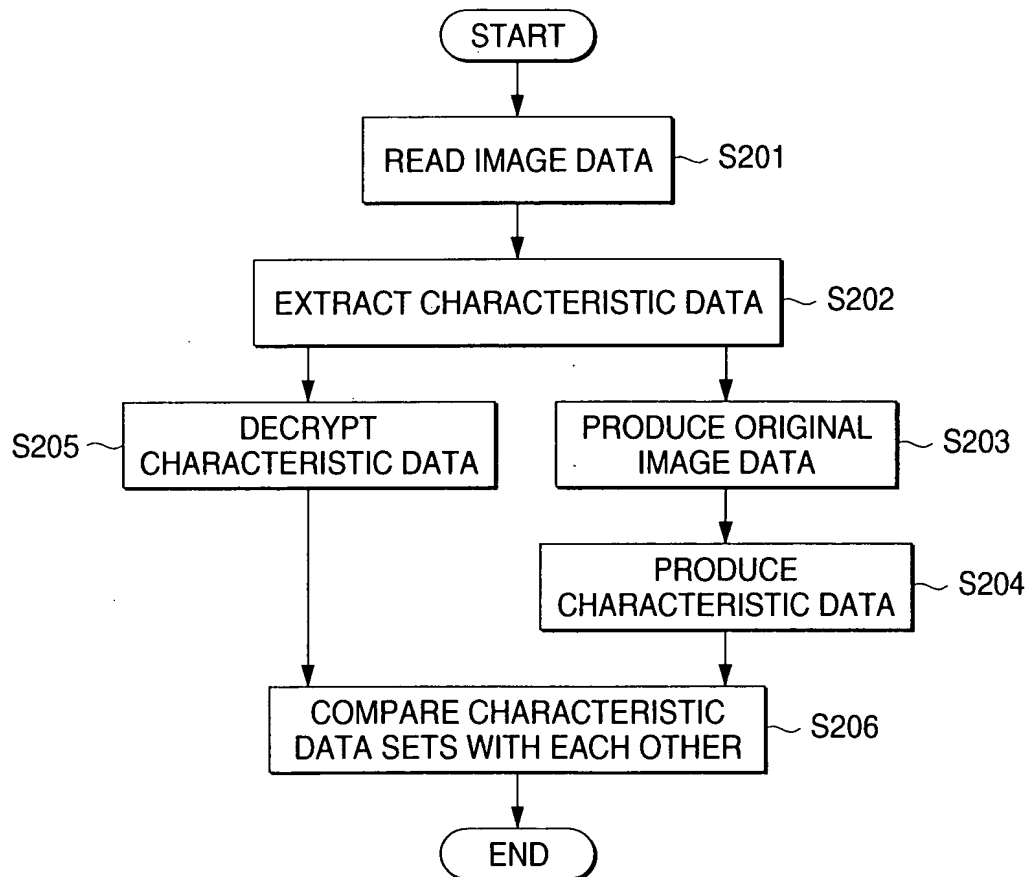 START
READ IMAGE DATA
S201
EXTRACT CHARACTERISTIC DATA
S202
S205
DECRYPT
CHARACTERISTIC DATA
PRODUCE ORIGINAL
IMAGE DATA
S203
PRODUCE
CHARACTERISTIC DATA
S204
COMPARE CHARACTERISTIC
DATA SETS WITH EACH OTHER
S206
END